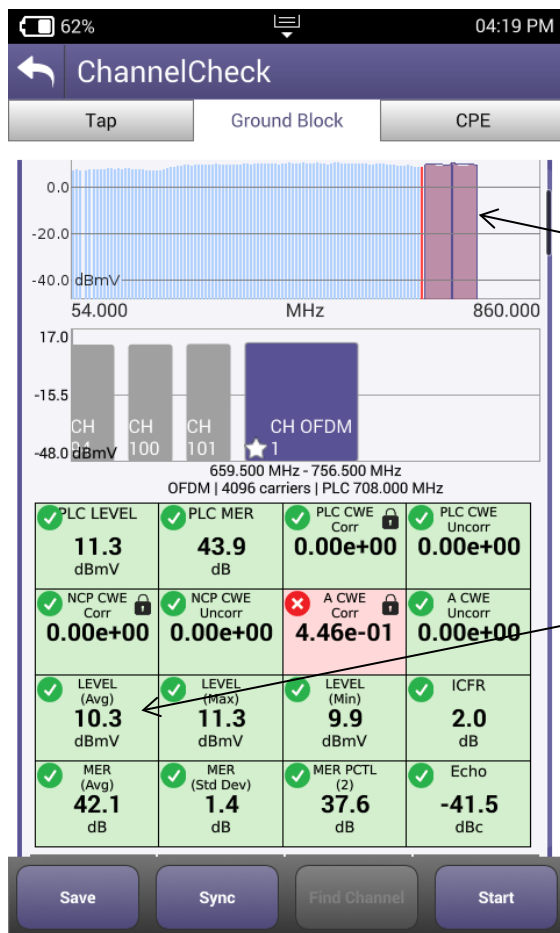 62%
04:19 PM
ChannelCheck
Tap
Ground Block
CPE
0.0
-20.0
-40.0 dBmV
54.000 MHz 860.000
17.0
-15.5
-48.0 dBmV
CH
CH 100
CH 101
CH OFDM 1
659.500 MHz - 756.500 MHz
OFDM | 4096 carriers | PLC 708.000 MHz
PLC LEVEL
11.3
dBmV
PLC MER
43.9
dB
PLC CWE
Corr
0.00e+00
PLC CWE
Uncorr
0.00e+00
NCP CWE
Corr
0.00e+00
NCP CWE
Uncorr
0.00e+00
A CWE
Corr
4.46e-01
A CWE
Uncorr
0.00e+00
LEVEL
(Avg)
10.3
dBmV
LEVEL
(Max)
11.3
dBmV
LEVEL
(Min)
9.9
dBmV
ICFR
2.0
dB
MER
(Avg)
42.1
dB
MER
(Std Dev)
1.4
dB
MER PCTL
(2)
37.6
dB
Echo
-41.5
dBc
Save
Sync
Find Channel
Start